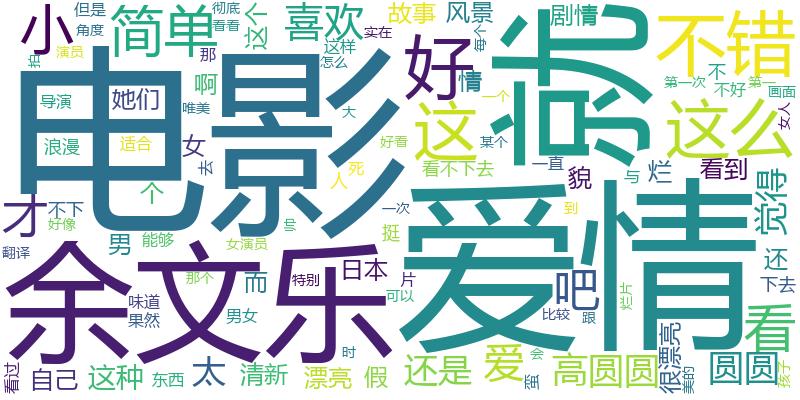 彻底
但是
看看
角度
小
简单
这个
喜欢
故事
风景
剧情
不错
拍
演员
那
这样
怎么
实在
每个
就
电影
好
情
啊
第一次
不
第一
不好
画面
导演
她们
唯美
大
一个
这
这么
女人
浪漫
适合
女
好看
某个
看不下去
去
死
人
一直
貌
与
烂
看到
个
才
不下
好像
一次
到
爱情
觉得
翻译
男
能够
女演员
的
挺
还
余文乐
而
那个
特别
日本
片
可以
吧
下去
味道
果然
男女
烂片
比较
跟
看
时
很漂亮
看过
自己
这种
东西
太
清新
漂亮
假
还是
爱
会
蛮
高圆圆
美的
圆圆
孩子